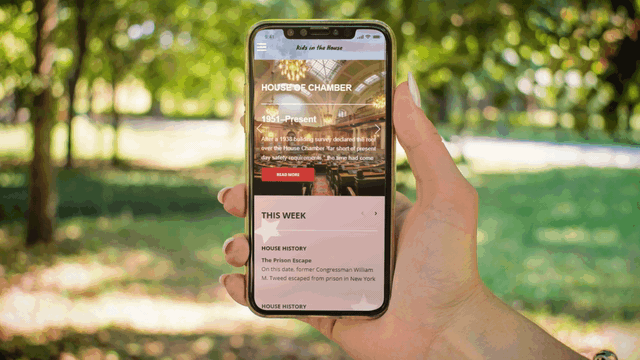 Kids in the House
HOUSE OF CHAMBER
1951-Present
After a 1938 building survey declared the roof
over the House Chamber "far short of present
day safety requirements," the time had come
READ MORE
THIS WEEK
HOUSE HISTORY
The Prison Escape
On this date, former Congressman William
M. Tweed escaped from prison in New York
HOUSE HISTORY